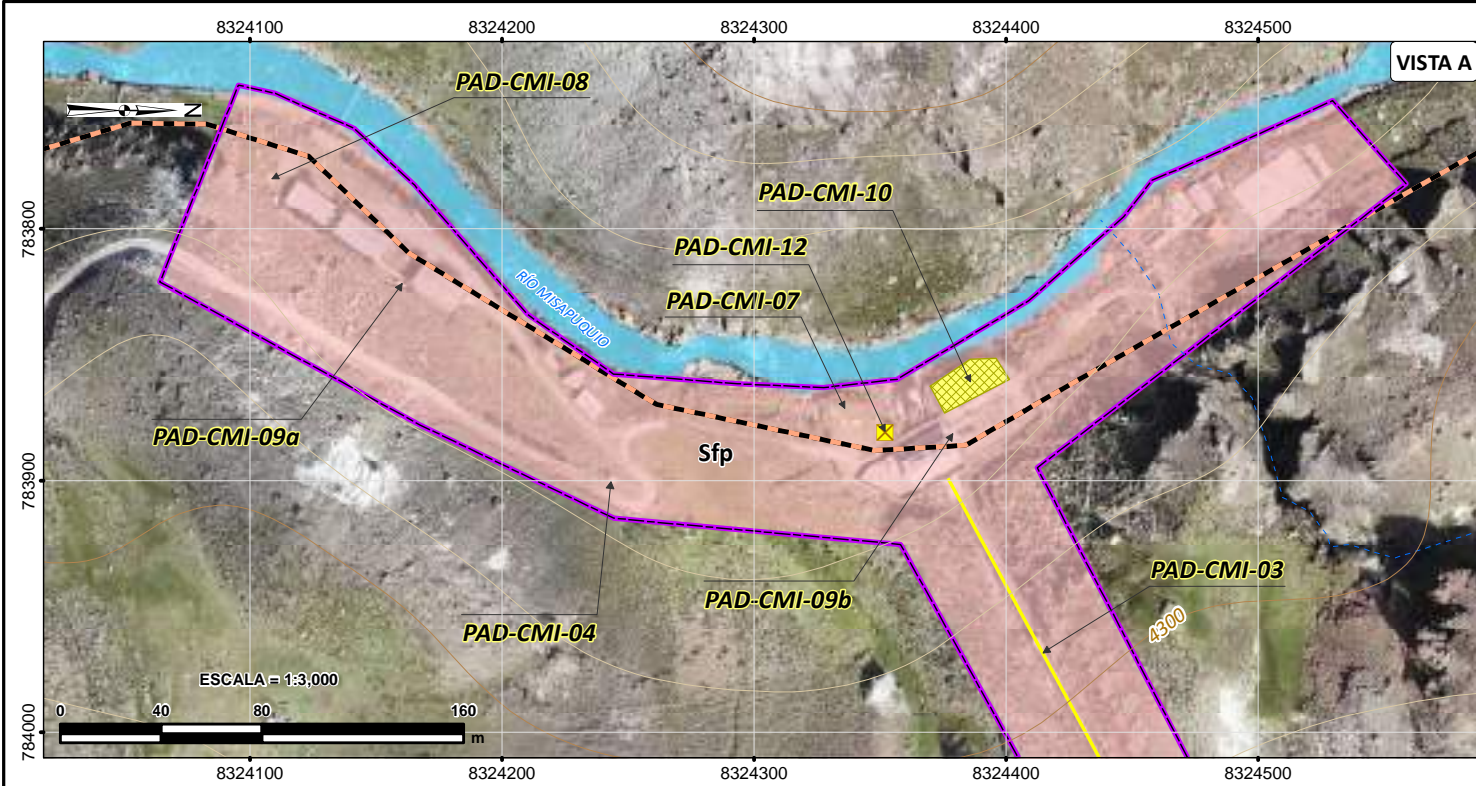 8324100
8324200
8324300
8324400
8324500
VISTA A
PAD-CMI-08
N
PAD-CMI-10
783800
PAD-CMI-12
PAD-CMI-07
RÍO MISAPUQUIO
PAD-CMI-09a
Sfp
783900
PAD-CMI-03
PAD-CMI-09b
PAD-CMI-04
4300
ESCALA = 1:3,000
0 40 80 160
m
784000
8324100
8324200
8324300
8324400
8324500